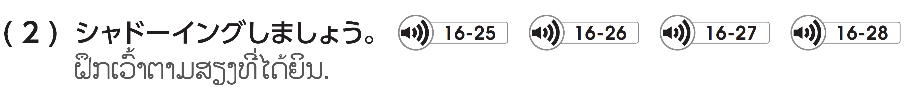 (2) シャドーイングしましょう。 16-25 16-26 16-27 16-28
ຝຶກເວົ້າຕາມສຽງທີ່ໄດ້ຍິນ.